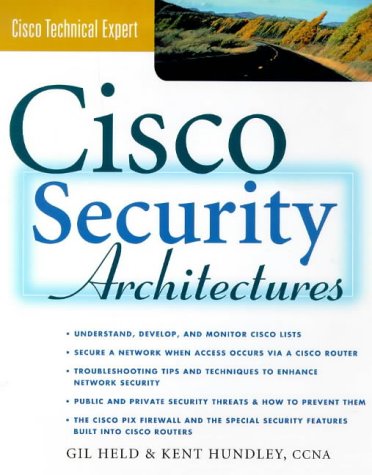 Cisco Technical Expert
Cisco
Security
Architectures
• UNDERSTAND, DEVELOP, AND MONITOR CISCO LISTS
• SECURE A NETWORK WHEN ACCESS OCCURS VIA A CISCO ROUTER
• TROUBLESHOOTING TIPS AND TECHNIQUES TO ENHANCE
NETWORK SECURITY
• PUBLIC AND PRIVATE SECURITY THREATS & HOW TO PREVENT THEM
• THE CISCO PIX FIREWALL AND THE SPECIAL SECURITY FEATURES
BUILT INTO CISCO ROUTERS
GIL HELD & KENT HUNDLEY, CCNA